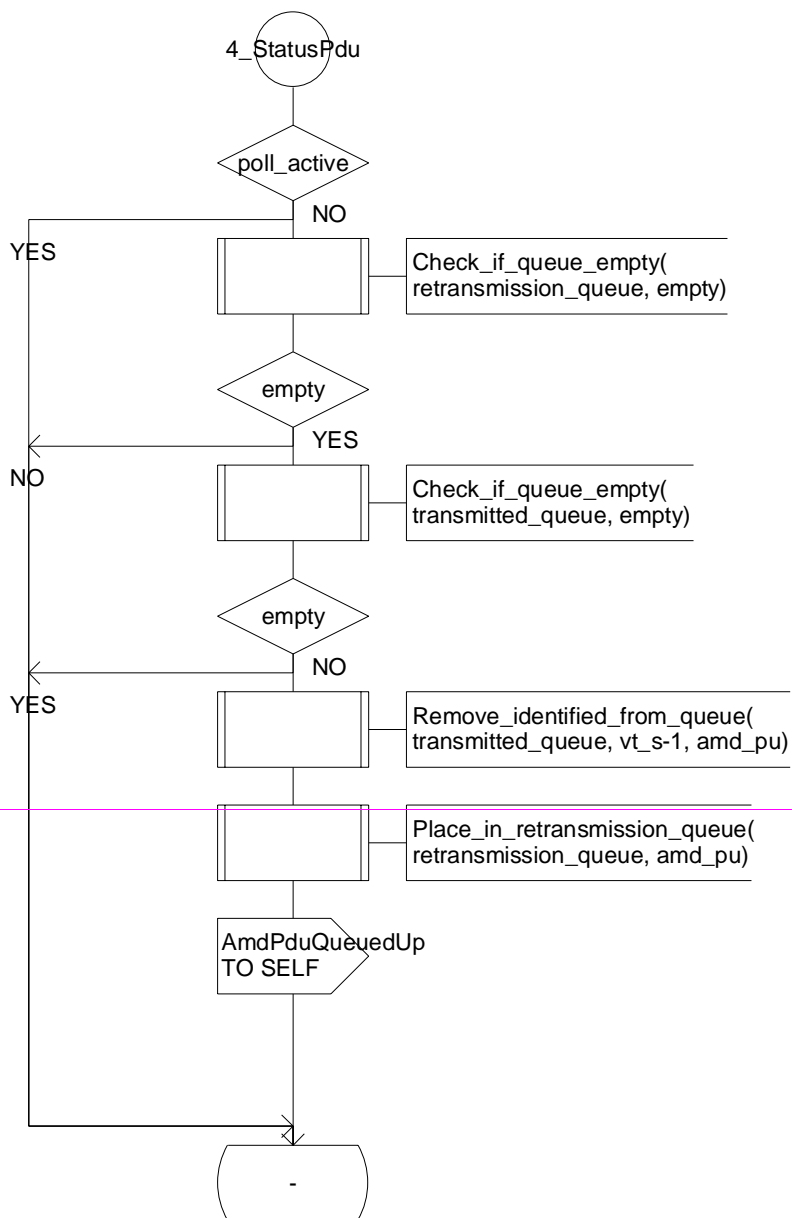 4_StatusPdu
poll_active
NO
YES
Check_if_queue_empty(
retransmission_queue, empty)
empty
YES
NO
Check_if_queue_empty(
transmitted_queue, empty)
empty
NO
YES
Remove_identified_from_queue(
transmitted_queue, vt_s-1, amd_pu)
Place_in_retransmission_queue(
retransmission_queue, amd_pu)
AmdPduQueuedUp
TO SELF
-